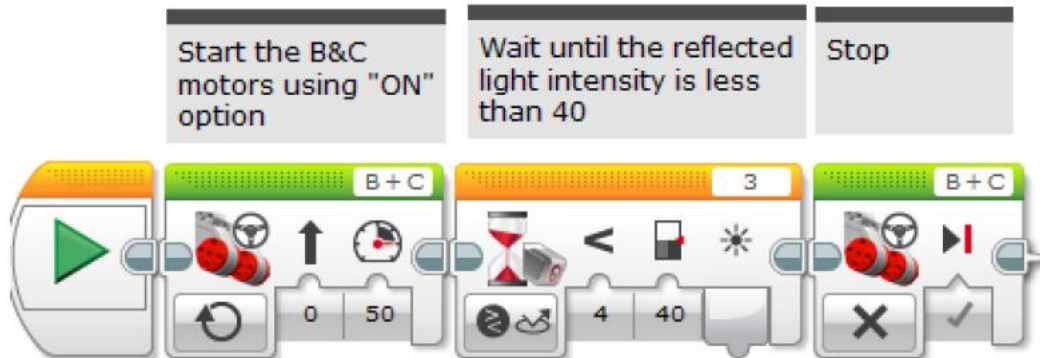 Start the B&C
motors using "ON"
option
Wait until the reflected
light intensity is less
than 40
Stop
B + C
3
B + C
<
0 50
4 40